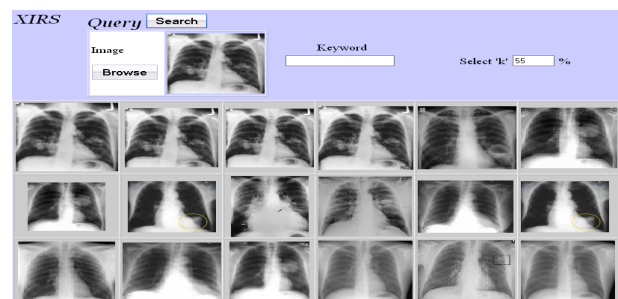 XIRS
Query Search
Image
Browse
Keyword
Select 'k' 55 %